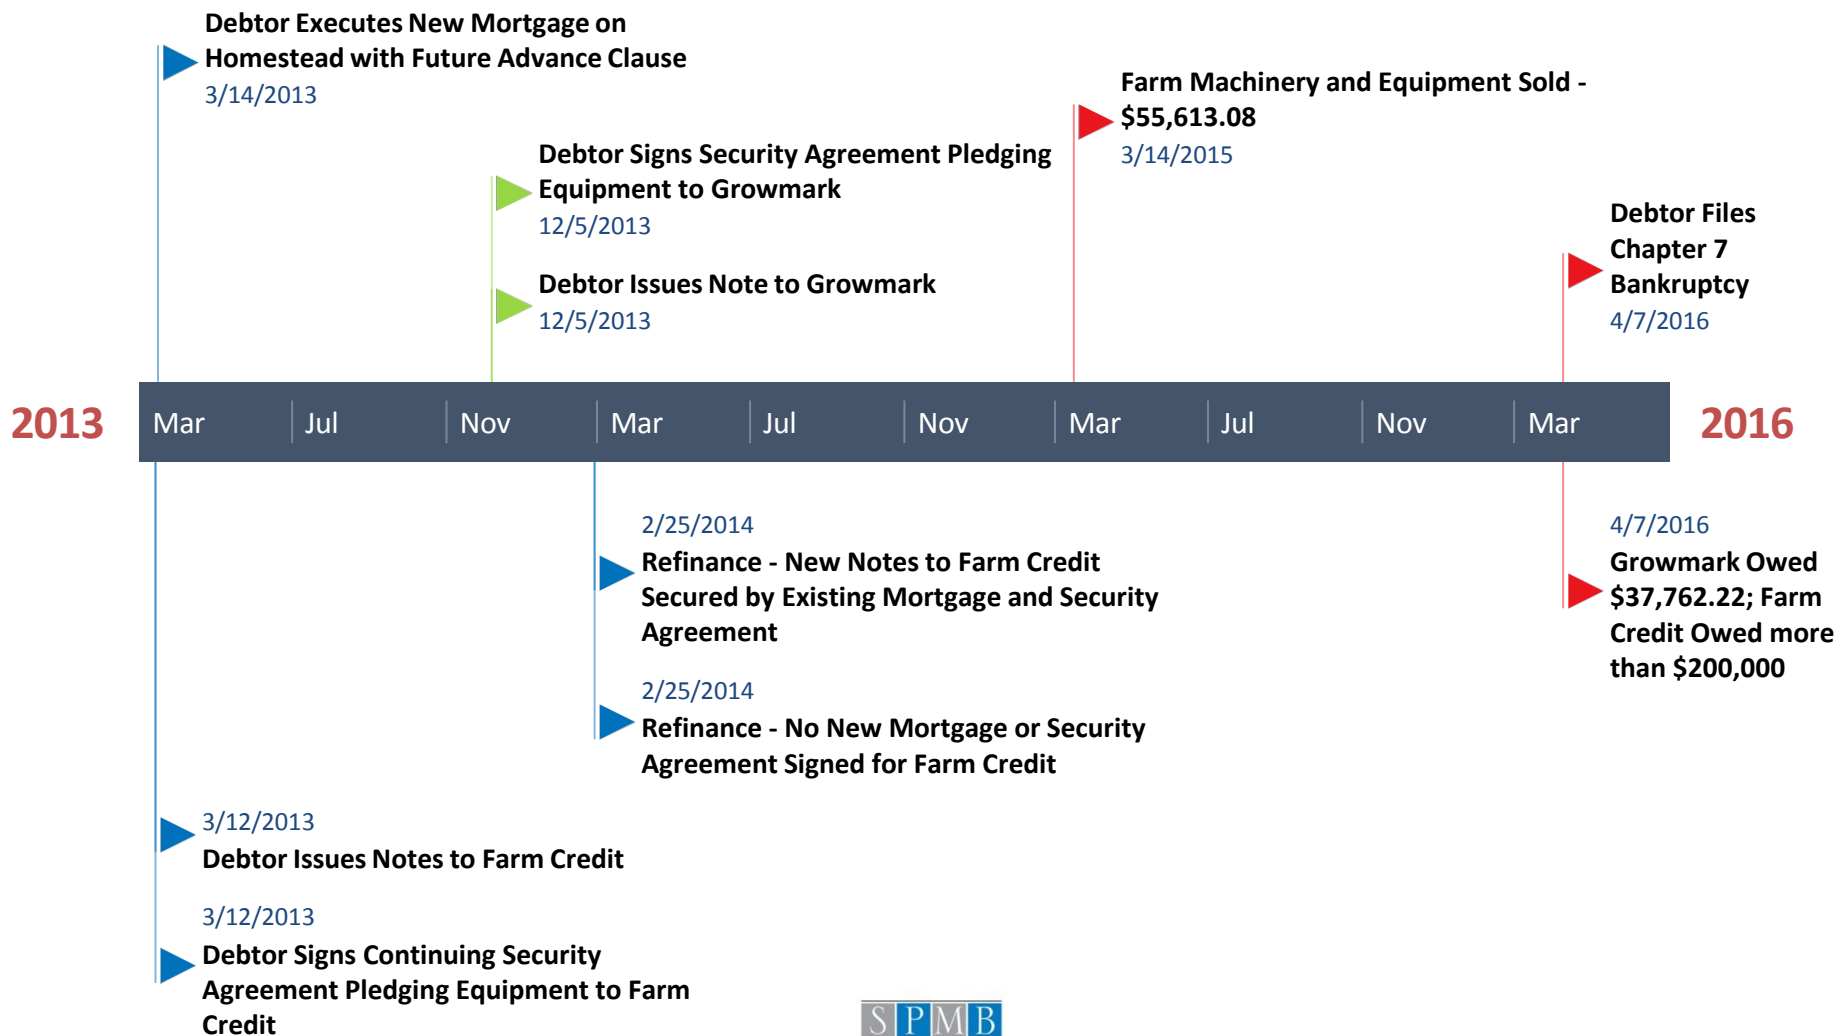 Debtor Executes New Mortgage on
Homestead with Future Advance Clause
3/14/2013
Farm Machinery and Equipment Sold -
$55,613.08
3/14/2015
Debtor Signs Security Agreement Pledging
Equipment to Growmark
12/5/2013
Debtor Files
Chapter 7
Bankruptcy
4/7/2016
Debtor Issues Note to Growmark
12/5/2013
2013 Mar Jul Nov Mar Jul Nov Mar Jul Nov Mar 2016
2/25/2014
Refinance - New Notes to Farm Credit
Secured by Existing Mortgage and Security
Agreement
4/7/2016
Growmark Owed
$37,762.22; Farm
Credit Owed more
than $200,000
2/25/2014
Refinance - No New Mortgage or Security
Agreement Signed for Farm Credit
3/12/2013
Debtor Issues Notes to Farm Credit
3/12/2013
Debtor Signs Continuing Security
Agreement Pledging Equipment to Farm
Credit
SPMB